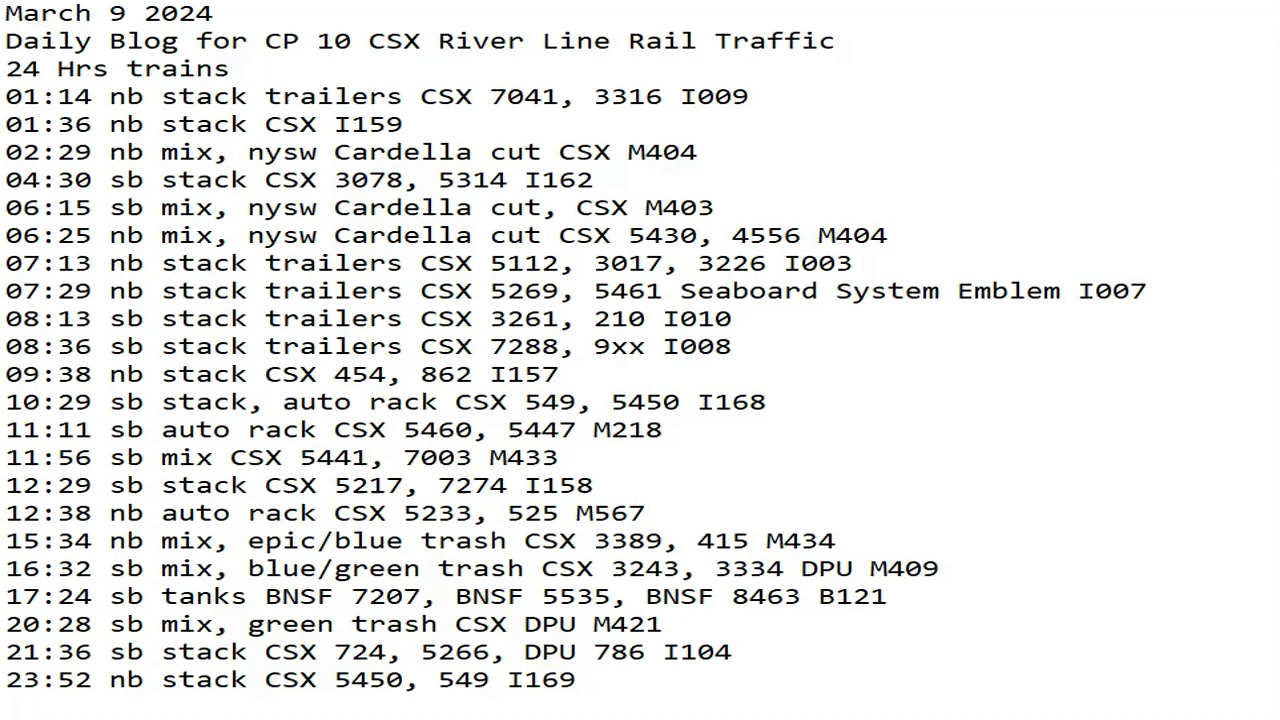 March 9 2024
Daily Blog for CP 10 CSX River Line Rail Traffic
24 Hrs trains
01:14 nb stack trailers CSX 7041, 3316 I009
01:36 nb stack CSX I159
02:29 nb mix, nysw Cardella cut CSX M404
04:30 sb stack CSX 3078, 5314 I162
06:15 sb mix, nysw Cardella cut, CSX M403
06:25 nb mix, nysw Cardella cut CSX 5430, 4556 M404
07:13 nb stack trailers CSX 5112, 3017, 3226 I003
07:29 nb stack trailers CSX 5269, 5461 Seaboard System Emblem I007
08:13 sb stack trailers CSX 3261, 210 I010
08:36 sb stack trailers CSX 7288, 9xx I008
09:38 nb stack CSX 454, 862 I157
10:29 sb stack, auto rack CSX 549, 5450 I168
11:11 sb auto rack CSX 5460, 5447 M218
11:56 sb mix CSX 5441, 7003 M433
12:29 sb stack CSX 5217, 7274 I158
12:38 nb auto rack CSX 5233, 525 M567
15:34 nb mix, epic/blue trash CSX 3389, 415 M434
16:32 sb mix, blue/green trash CSX 3243, 3334 DPU M409
17:24 sb tanks BNSF 7207, BNSF 5535, BNSF 8463 B121
20:28 sb mix, green trash CSX DPU M421
21:36 sb stack CSX 724, 5266, DPU 786 I104
23:52 nb stack CSX 5450, 549 I169